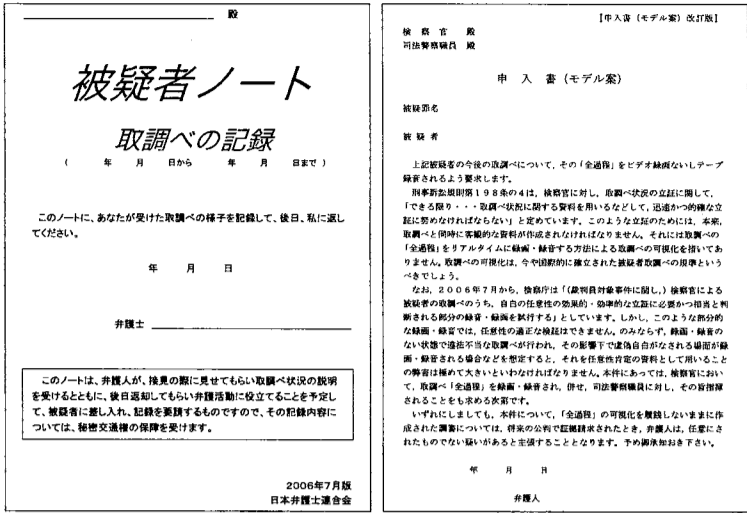 殿
被疑者ノート
取調べの記録
( 年 月 日から 年 月 日まで )
このノートに、あなたが受けた取調べの様子を記録して、後日、私に返し
てください。
年 月 日
弁護士
このノートは、弁護人が、接見の際に見せてもらい取調べ状況の説明
を受けるとともに、後日返却してもらい弁護活動に役立てることを予定し
て、被疑者に差し入れ、記録を要請するものですので、その記録内容に
ついては、秘密交通権の保障を受けます。
2006年7月版
日本弁護士連合会
【申入書（モデル案）改訂版】
検 察 官 殿
司法警察職員 殿
申 入 書（モデル案）
被疑罪名
被 疑 者
上記被疑者の今後の取調べについて、その「全過程」をビデオ録画ないしテープ
録音されるよう要求します。
刑事訴訟規則第198条の4は、検察官に対し、取調べ状況の立証に関して、
「できる限り・・・取調べ状況に関する資料を用いるなどして、迅速かつ的確な立
証に努めなければならない」と定めています。このような立証のためには、本来、
取調べと同時に客観的な資料が作成されなければなりません。それには取調べの
「全過程」をリアルタイムに録画・録音する方法による取調べの可視化を措いてあ
りません。取調べの可視化は、今や国際的に確立された被疑者取調べの規準という
べきでしょう。
なお、2006年7月から、検察庁は「（裁判員対象事件に関し、）検察官による
被疑者の取調べのうち、自白の任意性の効果的・効率的な立証に必要かつ相当と判
断される部分の録音・録画を試行する」としています。しかし、このような部分的
な録画・録音では、任意性の適正な検証はできません。のみならず、録画・録音の
ない状態で違法不当な取調べが行われ、その影響下で虚偽自白がなされる場面が録
画・録音される場合などを想定すると、それを任意性肯定の資料として用いること
の弊害は極めて大きいといわなければなりません。本件にあっては、検察官におい
て、取調べ「全過程」を録画・録音され、併せ、司法警察職員に対し、その旨指揮
されることをも求める次第です。
いずれにしましても、本件について、「全過程」の可視化を履践しないままに作
成された調書については、将来の公判で証拠請求されたとき、弁護人は、任意にさ
れたものでない疑いがあると主張することとなります。予め御承知おき下さい。
年 月 日
弁護人